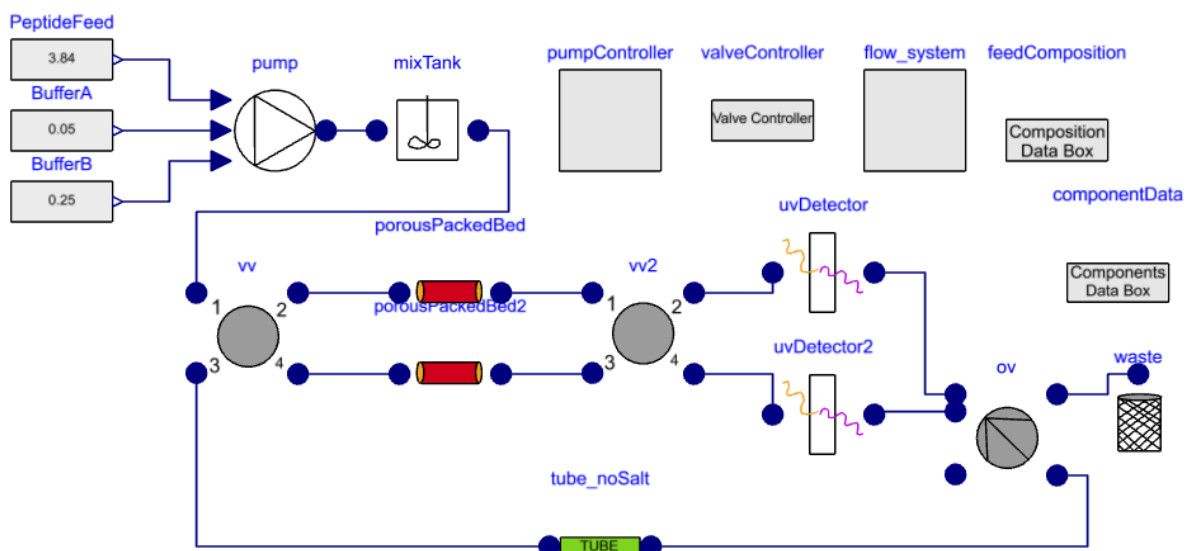 PeptideFeed
3.84
BufferA
0.05
BufferB
0.25
pump
mixTank
pumpController
valveController
Valve Controller
flow_system
feedComposition
Composition
Data Box
componentData
Components
Data Box
porousPackedBed
vv
1
2
3
4
porousPackedBed2
vv2
1
2
3
4
uvDetector
uvDetector2
ov
waste
tube_noSalt
TUBE